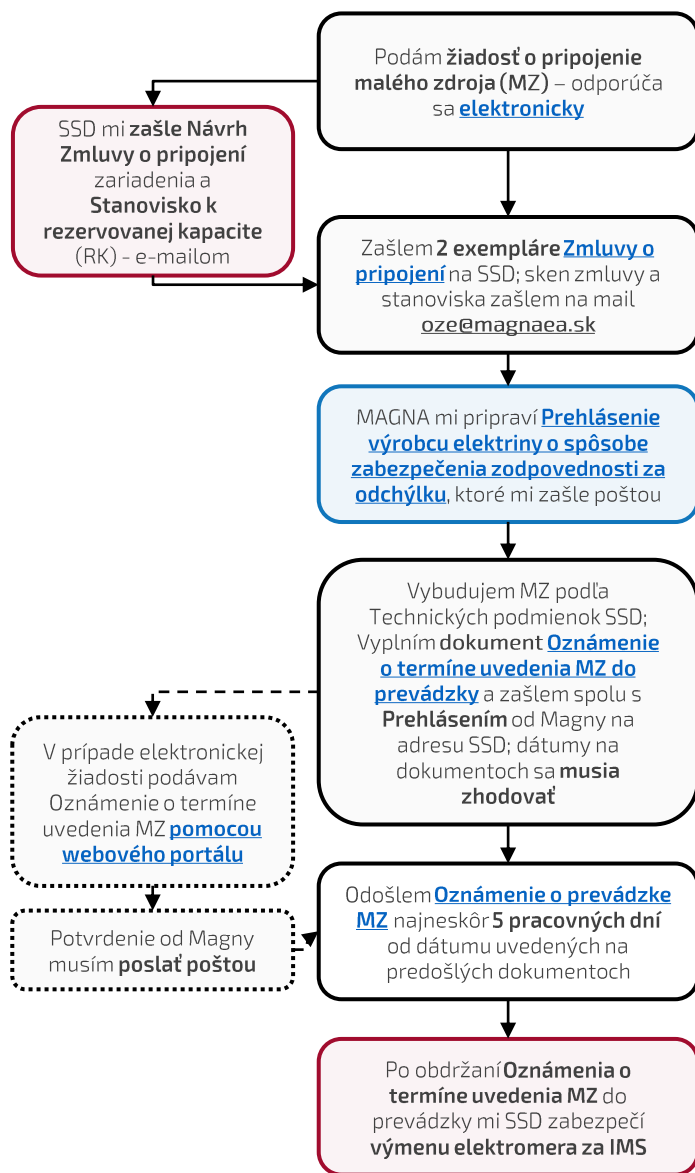 Podám žiadosť o pripojenie
malého zdroja (MZ) – odporúča
sa elektronicky
SSD mi zašle Návrh
Zmluvy o pripojení
zariadenia a
Stanovisko k
rezervovanej kapacite
(RK) - e-mailom
Zašlem 2 exempláre Zmluvy o
pripojení na SSD; sken zmluvy a
stanoviska zašlem na mail
oze@magnaea.sk
MAGNA mi pripraví Prehlásenie
výrobcu elektriny o spôsobe
zabezpečenia zodpovednosti za
odchýlku, ktoré mi zašle poštou
Vybudujem MZ podľa
Technických podmienok SSD;
Vyplním dokument Oznámenie
o termíne uvedenia MZ do
prevádzky a zašlem spolu s
Prehlásením od Magny na
adresu SSD; dátumy na
dokumentoch sa musia
zhodovať
V prípade elektronickej
žiadosti podávam
Oznámenie o termíne
uvedenia MZ pomocou
webového portálu
Potvrdenie od Magny
musím poslať poštou
Odošlem Oznámenie o prevádzke
MZ najneskôr 5 pracovných dní
od dátumu uvedených na
predošlých dokumentoch
Po obdržaní Oznámenia o
termíne uvedenia MZ do
prevádzky mi SSD zabezpečí
výmenu elektromera za IMS